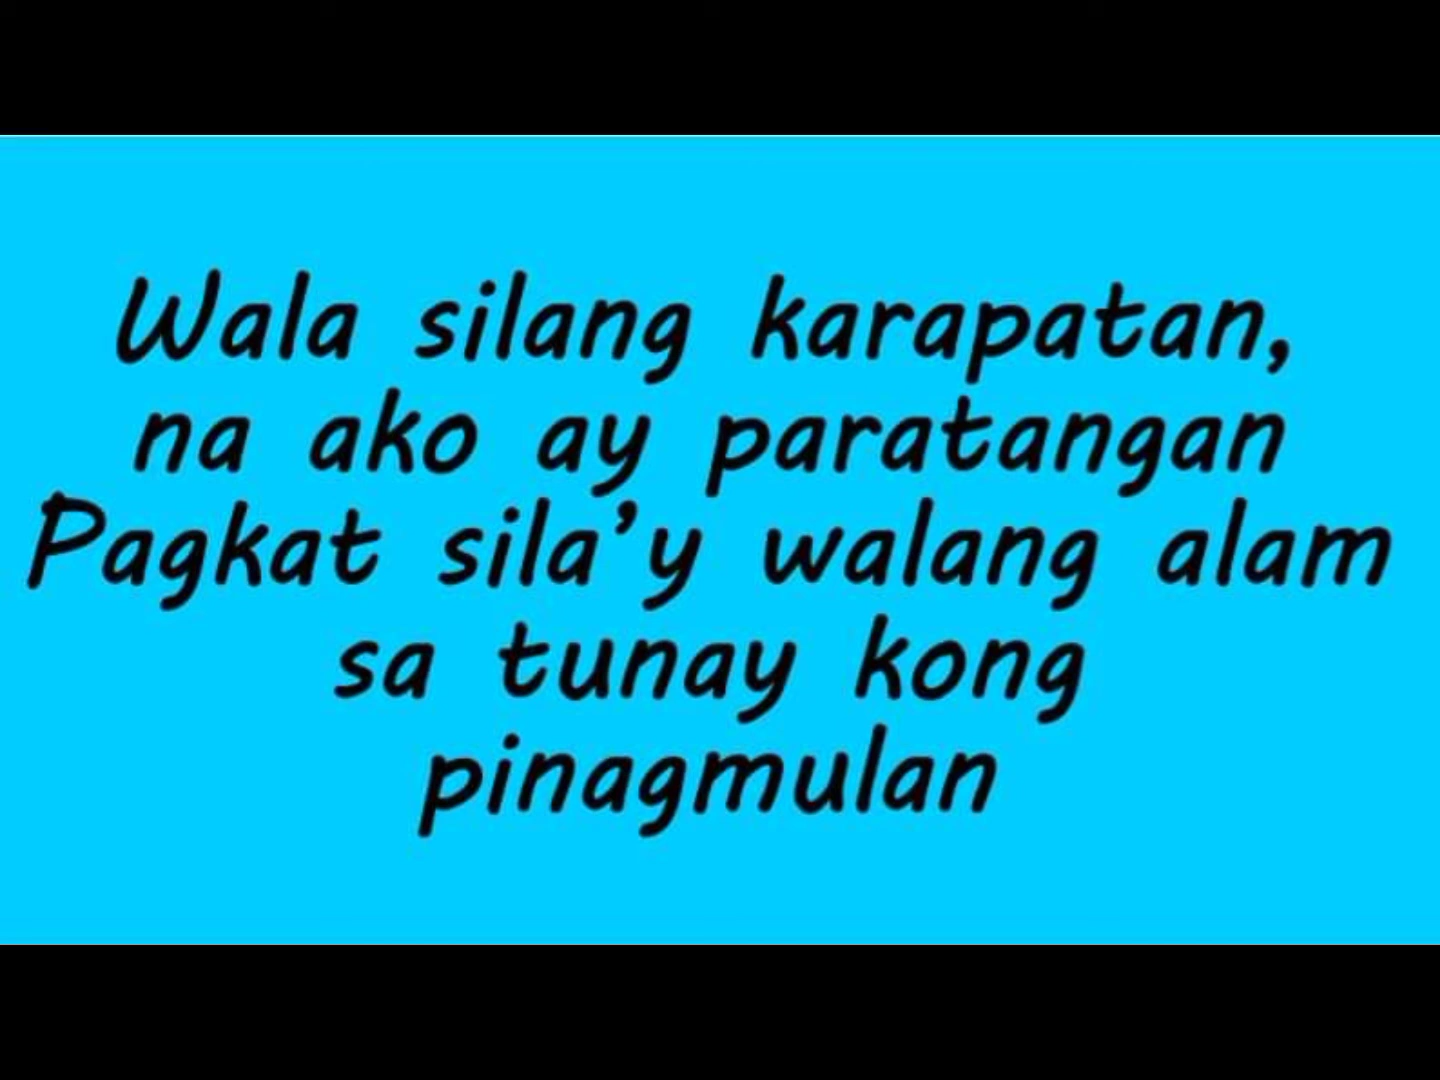 Wala silang karapatan,
na ako ay paratangan
Pagkat sila'y walang alam
sa tunay kong
pinagmulan